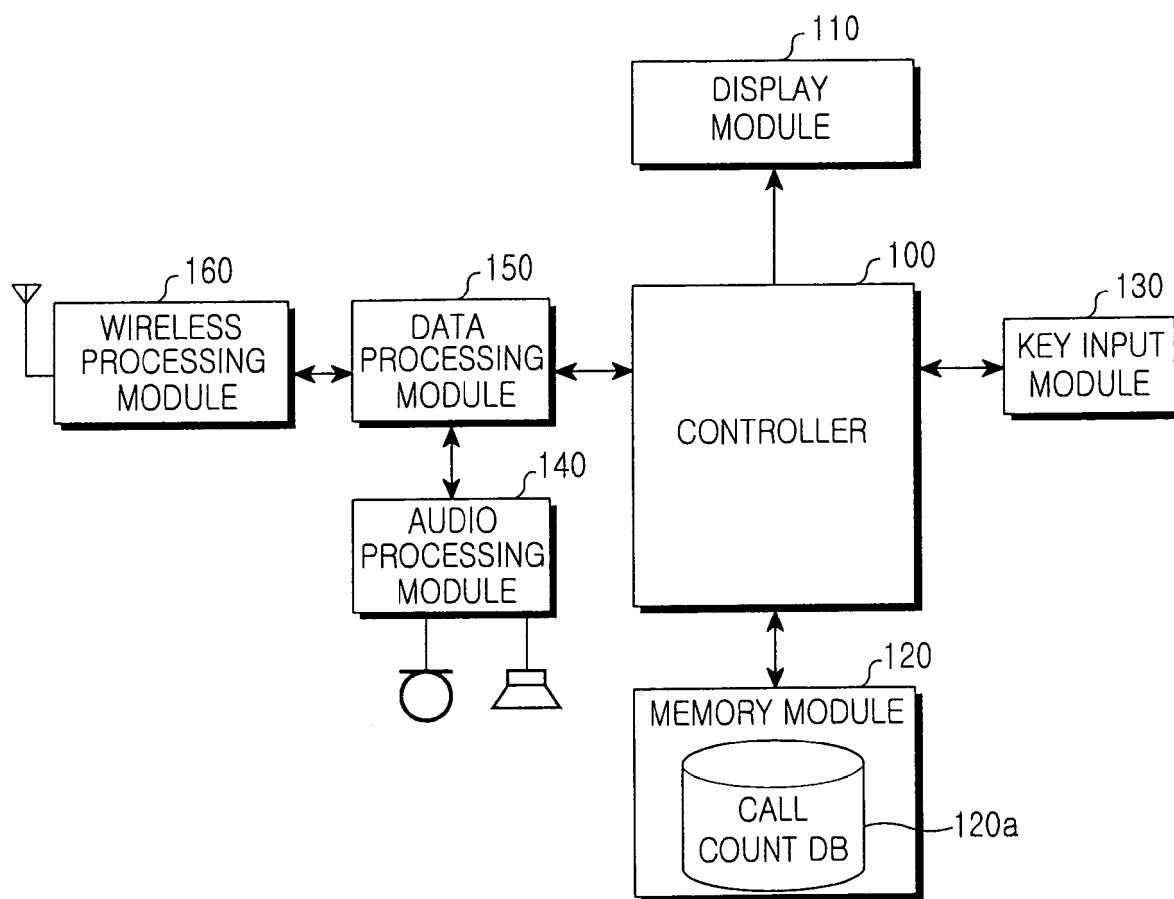 110
DISPLAY
MODULE
160
WIRELESS
PROCESSING
MODULE
150
DATA
PROCESSING
MODULE
100
CONTROLLER
130
KEY INPUT
MODULE
140
AUDIO
PROCESSING
MODULE
120
MEMORY MODULE
CALL
COUNT DB
120a